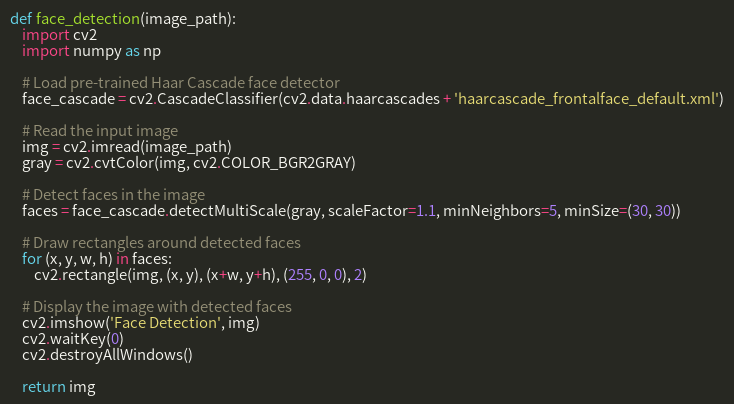 def face_detection(image_path):
    import cv2
    import numpy as np

    # Load pre-trained Haar Cascade face detector
    face_cascade = cv2.CascadeClassifier(cv2.data.haarcascades + 'haarcascade_frontalface_default.xml')

    # Read the input image
    img = cv2.imread(image_path)
    gray = cv2.cvtColor(img, cv2.COLOR_BGR2GRAY)

    # Detect faces in the image
    faces = face_cascade.detectMultiScale(gray, scaleFactor=1.1, minNeighbors=5, minSize=(30, 30))

    # Draw rectangles around detected faces
    for (x, y, w, h) in faces:
        cv2.rectangle(img, (x, y), (x+w, y+h), (255, 0, 0), 2)

    # Display the image with detected faces
    cv2.imshow('Face Detection', img)
    cv2.waitKey(0)
    cv2.destroyAllWindows()

    return img